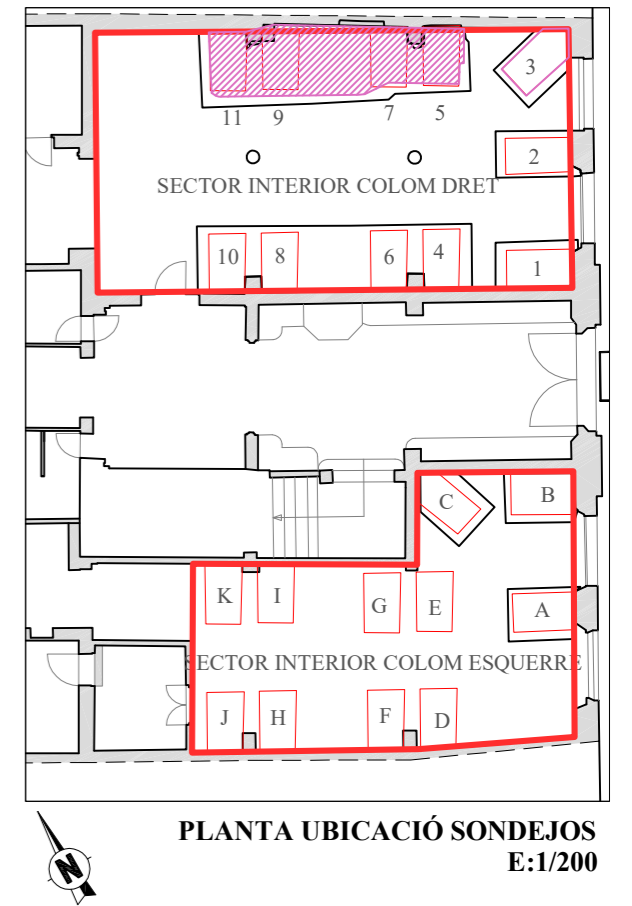 3
11 9 7 5
2
SECTOR INTERIOR COLOM DRET
10 8 6 4 1
C B
K I G E A
SECTOR INTERIOR COLOM ESQUERRE
J H F D
PLANTA UBICACIÓ SONDEJOS
E:1/200
N